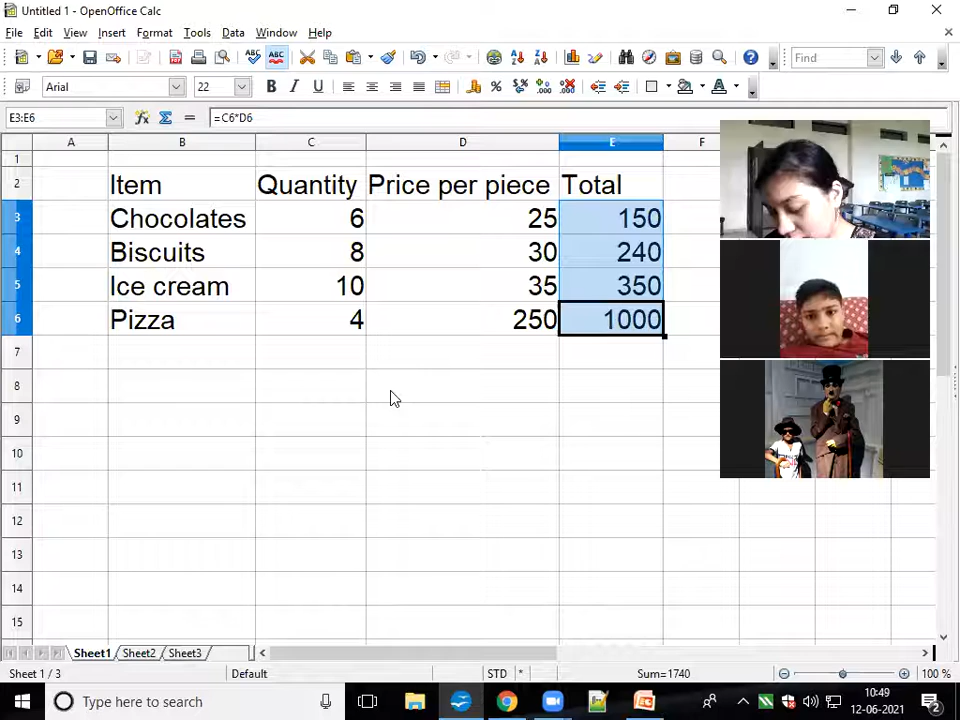 Untitled 1 - OpenOffice Calc
File Edit View Insert Format Tools Data Window Help
Find
Arial 22
E3:E6 =C6*D6
A B C D E F
1
2 Item Quantity Price per piece Total
3 Chocolates 6 25 150
4 Biscuits 8 30 240
5 Ice cream 10 35 350
6 Pizza 4 250 1000
7
8
9
10
11
12
13
14
15
Sheet1 Sheet2 Sheet3
Sheet 1 / 3 Default STD * Sum=1740 100 %
Type here to search
10:49
12-06-2021
2